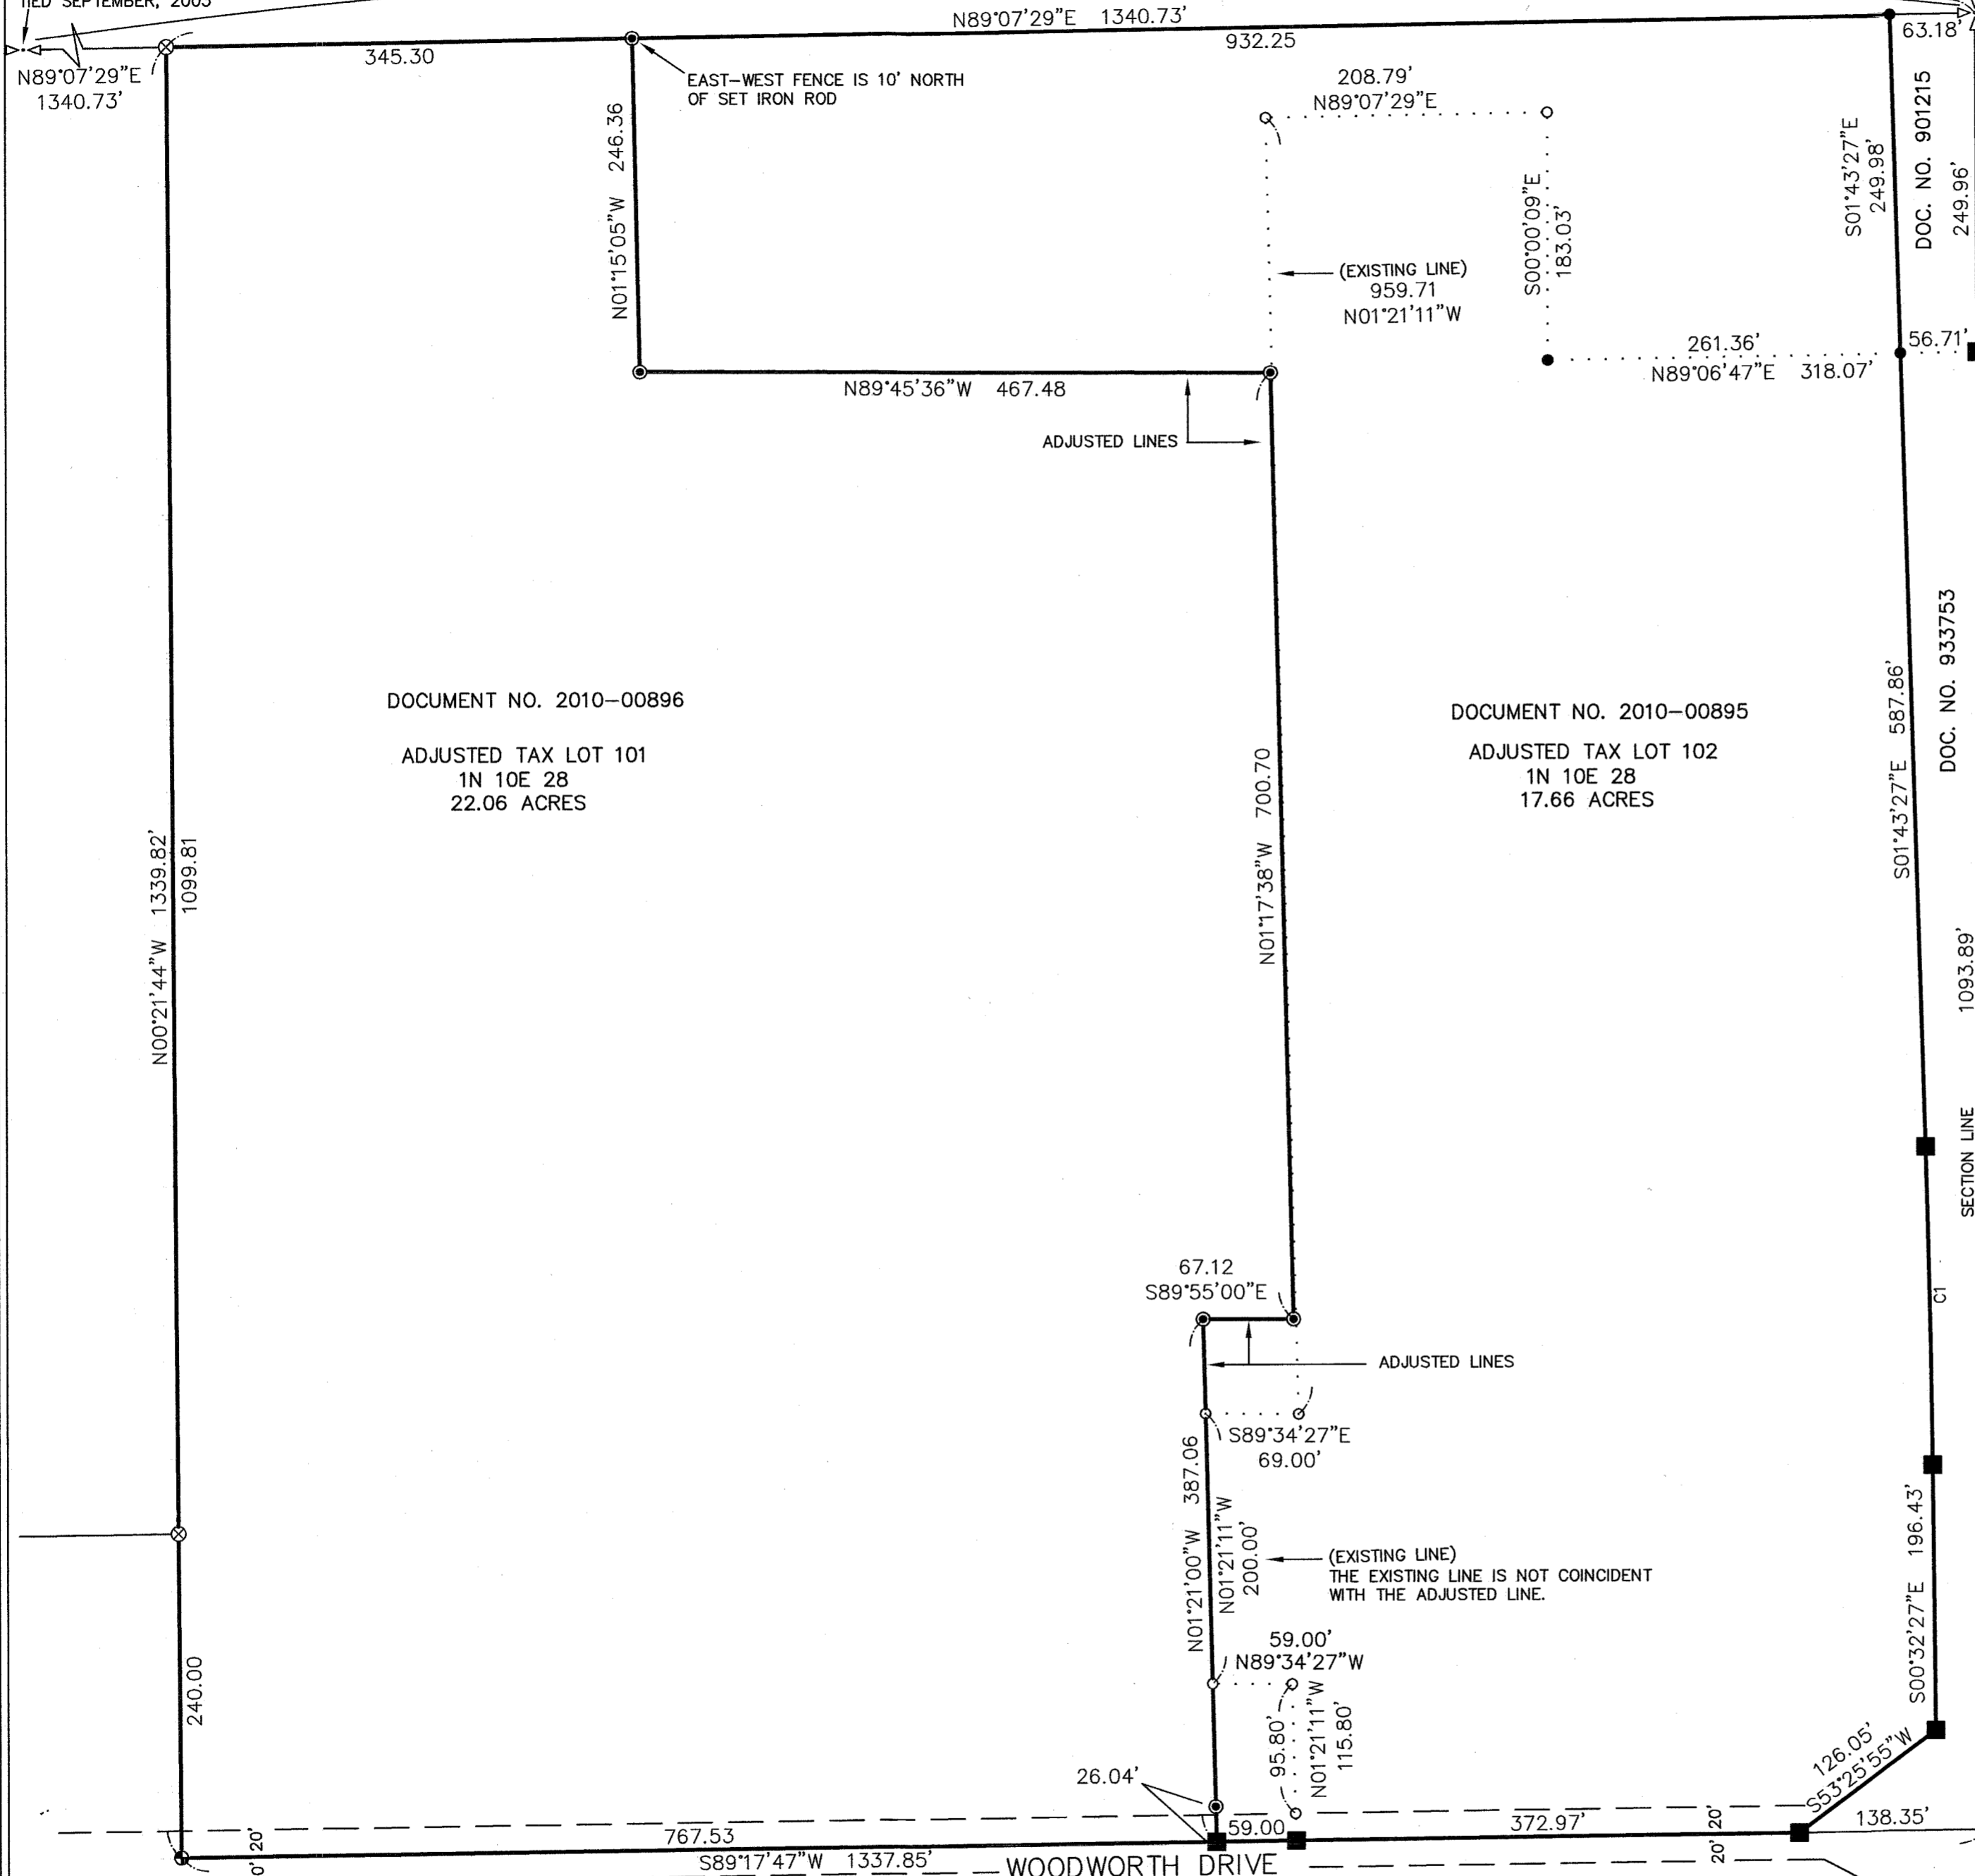 TIED SEPTEMBER, 2005
N89°07'29"E 1340.73'
63.18'
345.30
932.25
N89°07'29"E
1340.73'
EAST-WEST FENCE IS 10' NORTH
OF SET IRON ROD
208.79'
N89°07'29"E
N01°15'05"W 246.36
S00°00'09"E
183.03'
S01°43'27"E
249.98'
DOC. NO. 901215
249.96'
(EXISTING LINE)
959.71
N01°21'11"W
261.36'
56.71'
N89°06'47"E 318.07'
N89°45'36"W 467.48
ADJUSTED LINES
DOCUMENT NO. 2010-00896
ADJUSTED TAX LOT 101
1N 10E 28
22.06 ACRES
DOCUMENT NO. 2010-00895
ADJUSTED TAX LOT 102
1N 10E 28
17.66 ACRES
N01°17'38"W 700.70
S01°43'27"E 587.86'
DOC. NO. 933753
N00°21'44"W 1339.82'
1099.81
SECTION LINE 1093.89'
67.12
S89°55'00"E
C1
ADJUSTED LINES
S89°34'27"E
69.00'
N01°21'00"W 387.06
N01°21'11"W
200.00'
(EXISTING LINE)
THE EXISTING LINE IS NOT COINCIDENT
WITH THE ADJUSTED LINE.
S00°32'27"E 196.43'
59.00'
N89°34'27"W
240.00
95.80'
N01°21'11"W
115.80'
126.05'
S53°25'55"W
26.04'
20'
767.53
59.00
372.97'
20' 20'
138.35'
S89°17'47"W 1337.85'
WOODWORTH DRIVE